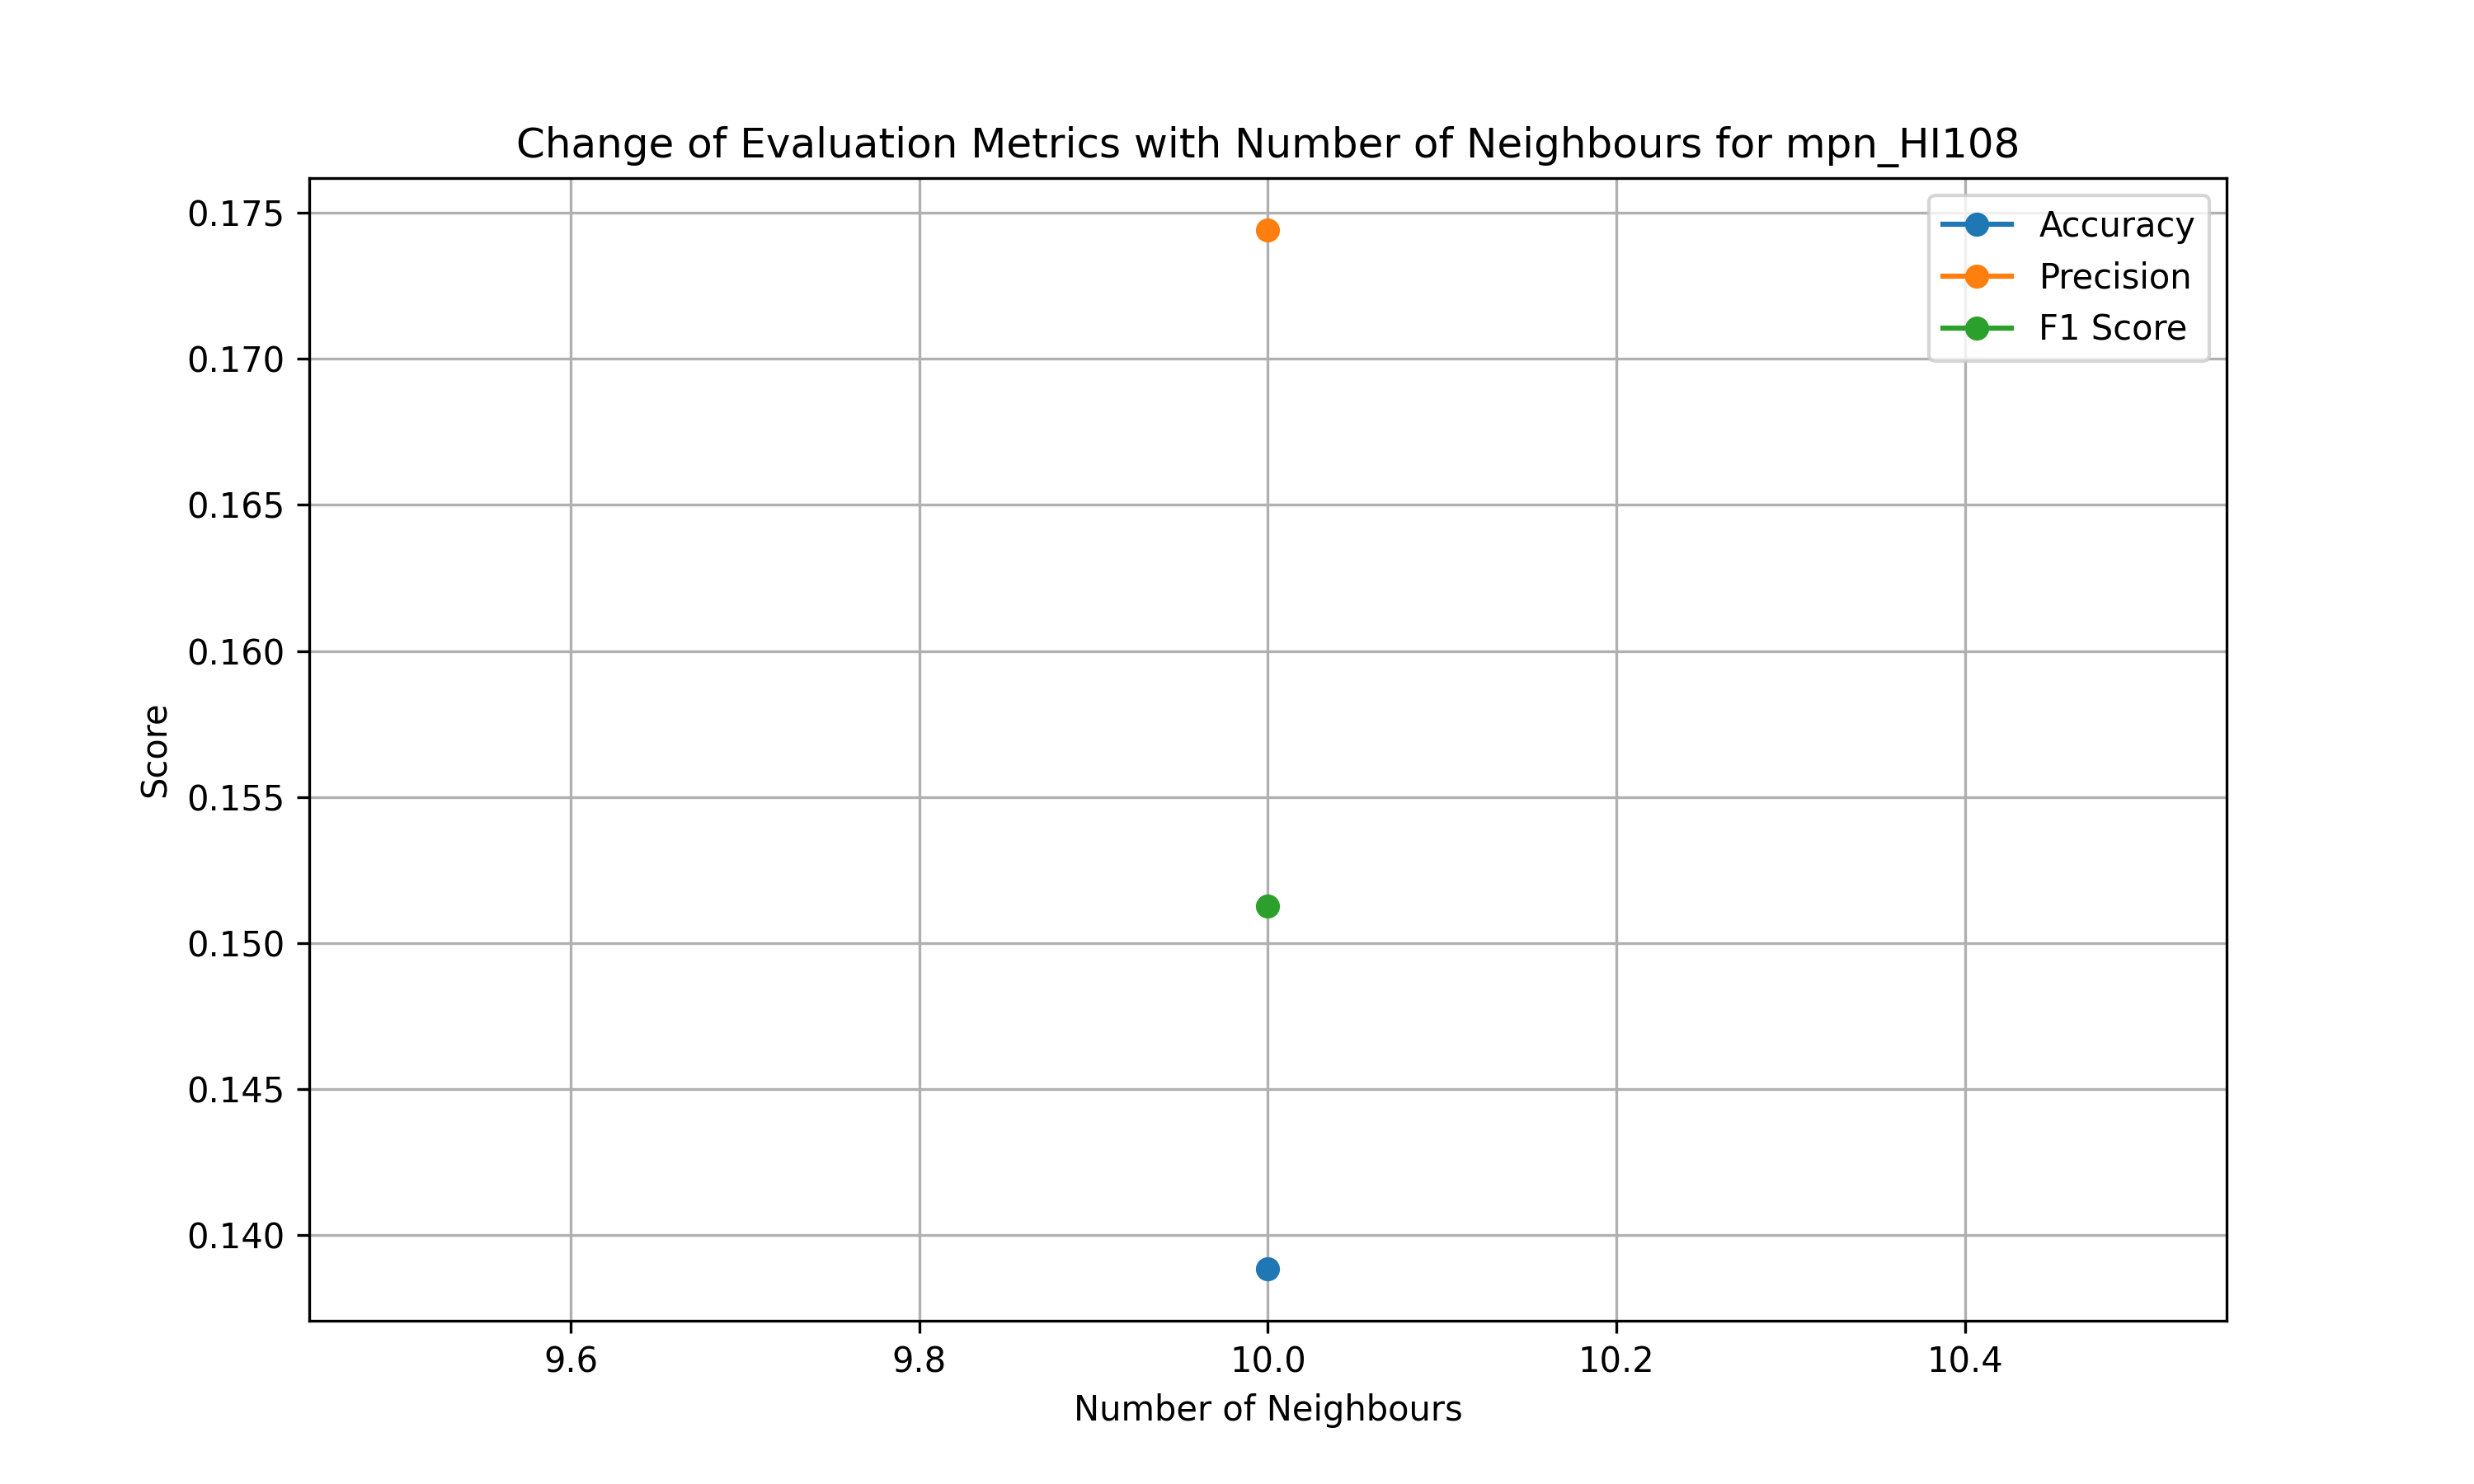 Change of Evaluation Metrics with Number of Neighbours for mpn_HI108
Accuracy
Precision
F1 Score
0.175
0.170
0.165
0.160
0.155
0.150
0.145
0.140
Score
9.6 9.8 10.0 10.2 10.4
Number of Neighbours